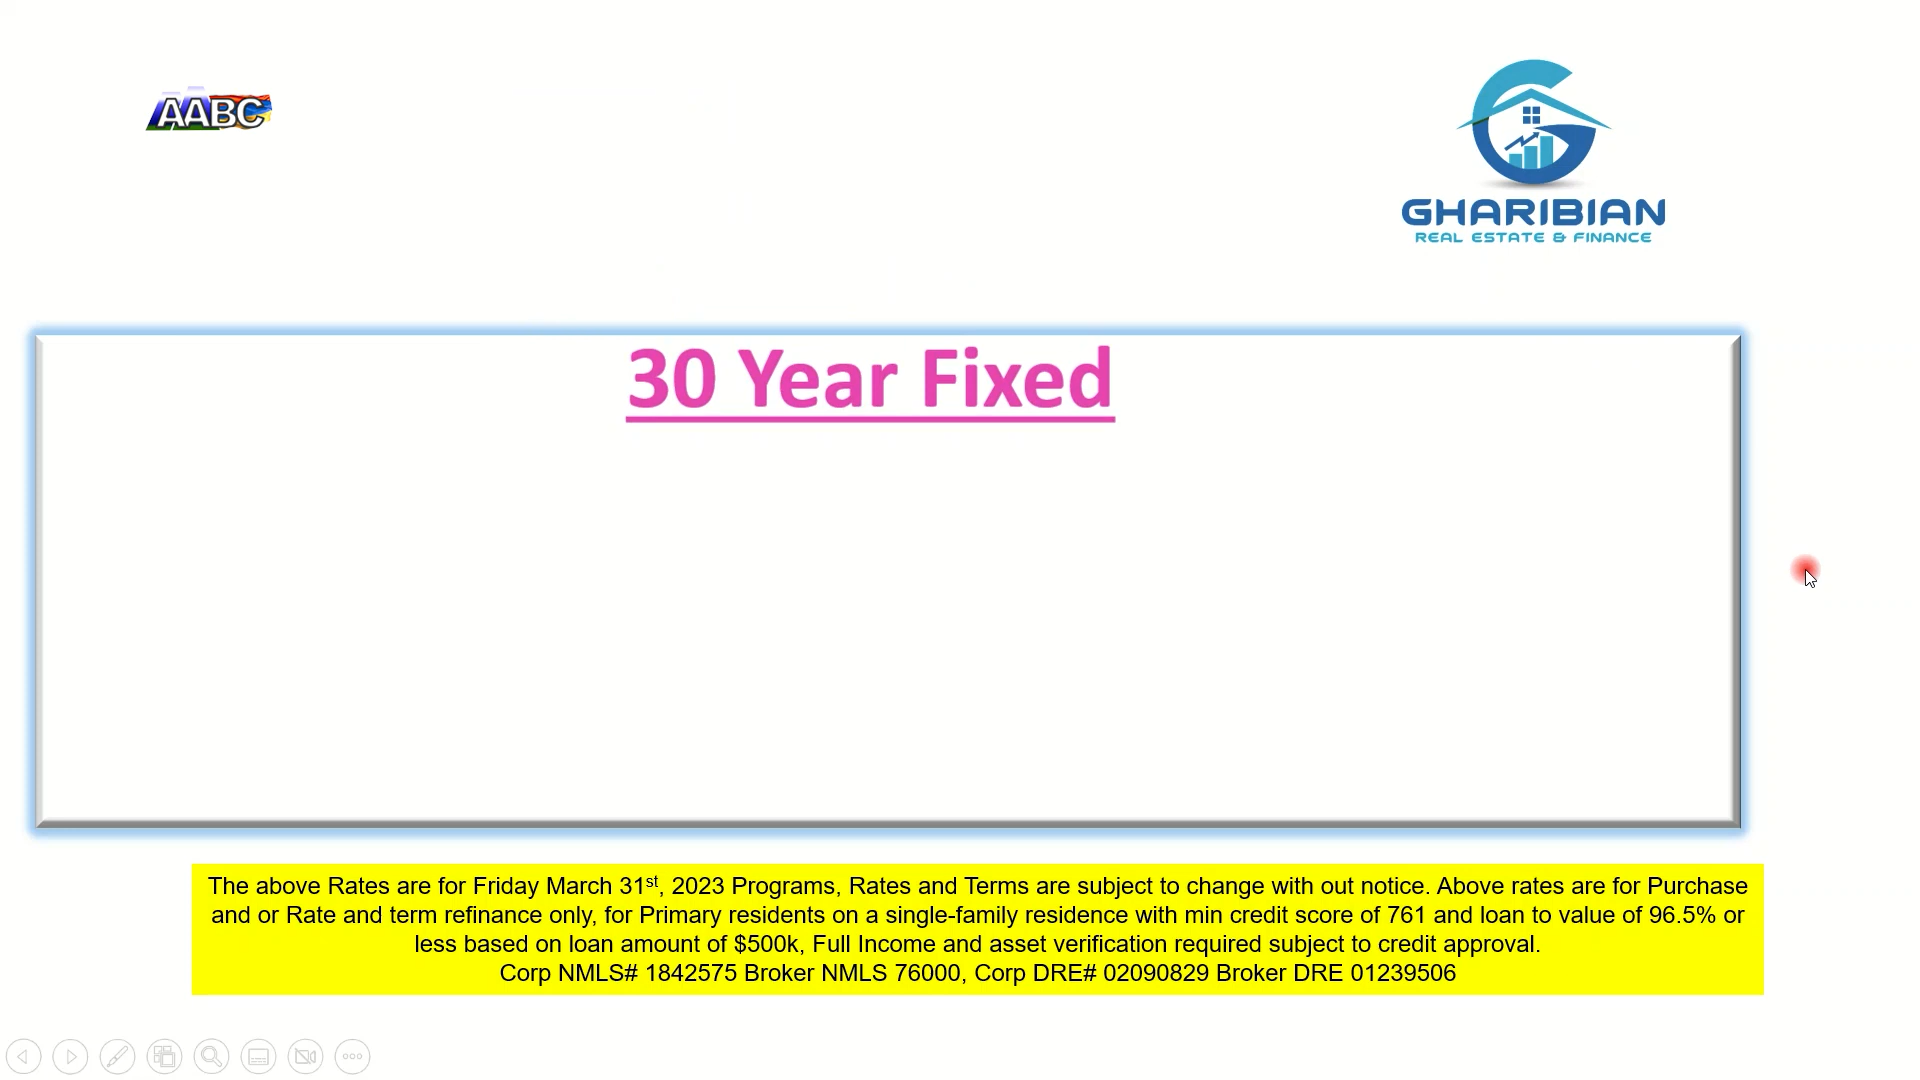 AABC
GHARIBIAN
REAL ESTATE & FINANCE
30 Year Fixed
The above Rates are for Friday March 31st, 2023 Programs, Rates and Terms are subject to change with out notice. Above rates are for Purchase
and or Rate and term refinance only, for Primary residents on a single-family residence with min credit score of 761 and loan to value of 96.5% or
less based on loan amount of $500k, Full Income and asset verification required subject to credit approval.
Corp NMLS# 1842575 Broker NMLS 76000, Corp DRE# 02090829 Broker DRE 01239506